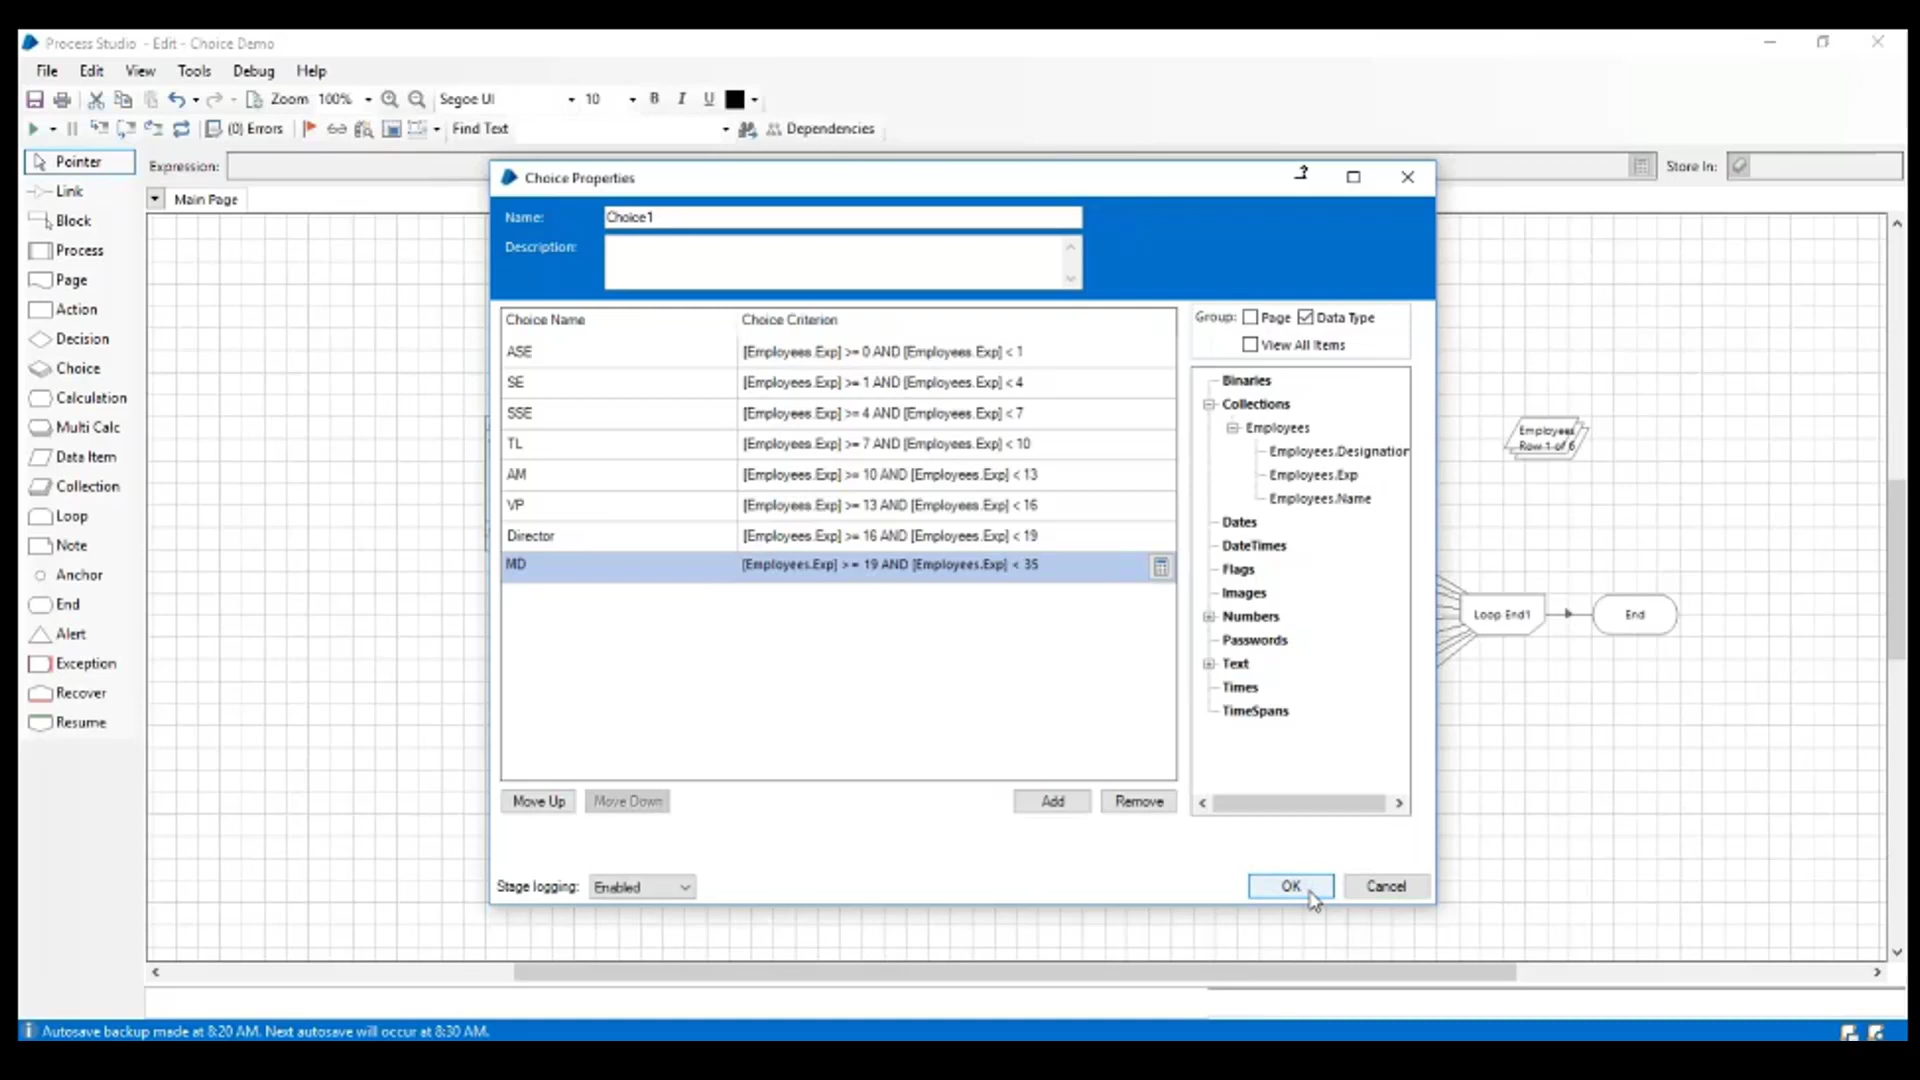 Process Studio - Edit - Choice Demo
File Edit View Tools Debug Help
Zoom 100% Segoe UI 10 B I U
(0) Errors Find Text Dependencies
Pointer
Link
Block
Process
Page
Action
Decision
Choice
Calculation
Multi Calc
Data Item
Collection
Loop
Note
Anchor
End
Alert
Exception
Recover
Resume
Expression:
Store In:
Main Page
Choice Properties
Name: Choice1
Description:
Choice Name Choice Criterion
ASE [Employees.Exp] >= 0 AND [Employees.Exp] < 1
SE [Employees.Exp] >= 1 AND [Employees.Exp] < 4
SSE [Employees.Exp] >= 4 AND [Employees.Exp] < 7
TL [Employees.Exp] >= 7 AND [Employees.Exp] < 10
AM [Employees.Exp] >= 10 AND [Employees.Exp] < 13
VP [Employees.Exp] >= 13 AND [Employees.Exp] < 16
Director [Employees.Exp] >= 16 AND [Employees.Exp] < 19
MD [Employees.Exp] >= 19 AND [Employees.Exp] < 35
Move Up Move Down Add Remove
Group: Page Data Type
View All Items
Binaries
Collections
Employees
Employees.Designation
Employees.Exp
Employees.Name
Dates
DateTimes
Flags
Images
Numbers
Passwords
Text
Times
TimeSpans
Stage logging: Enabled
OK Cancel
Employees
Row 1 of 6
Loop End1
End
Autosave backup made at 8:20 AM. Next autosave will occur at 8:30 AM.